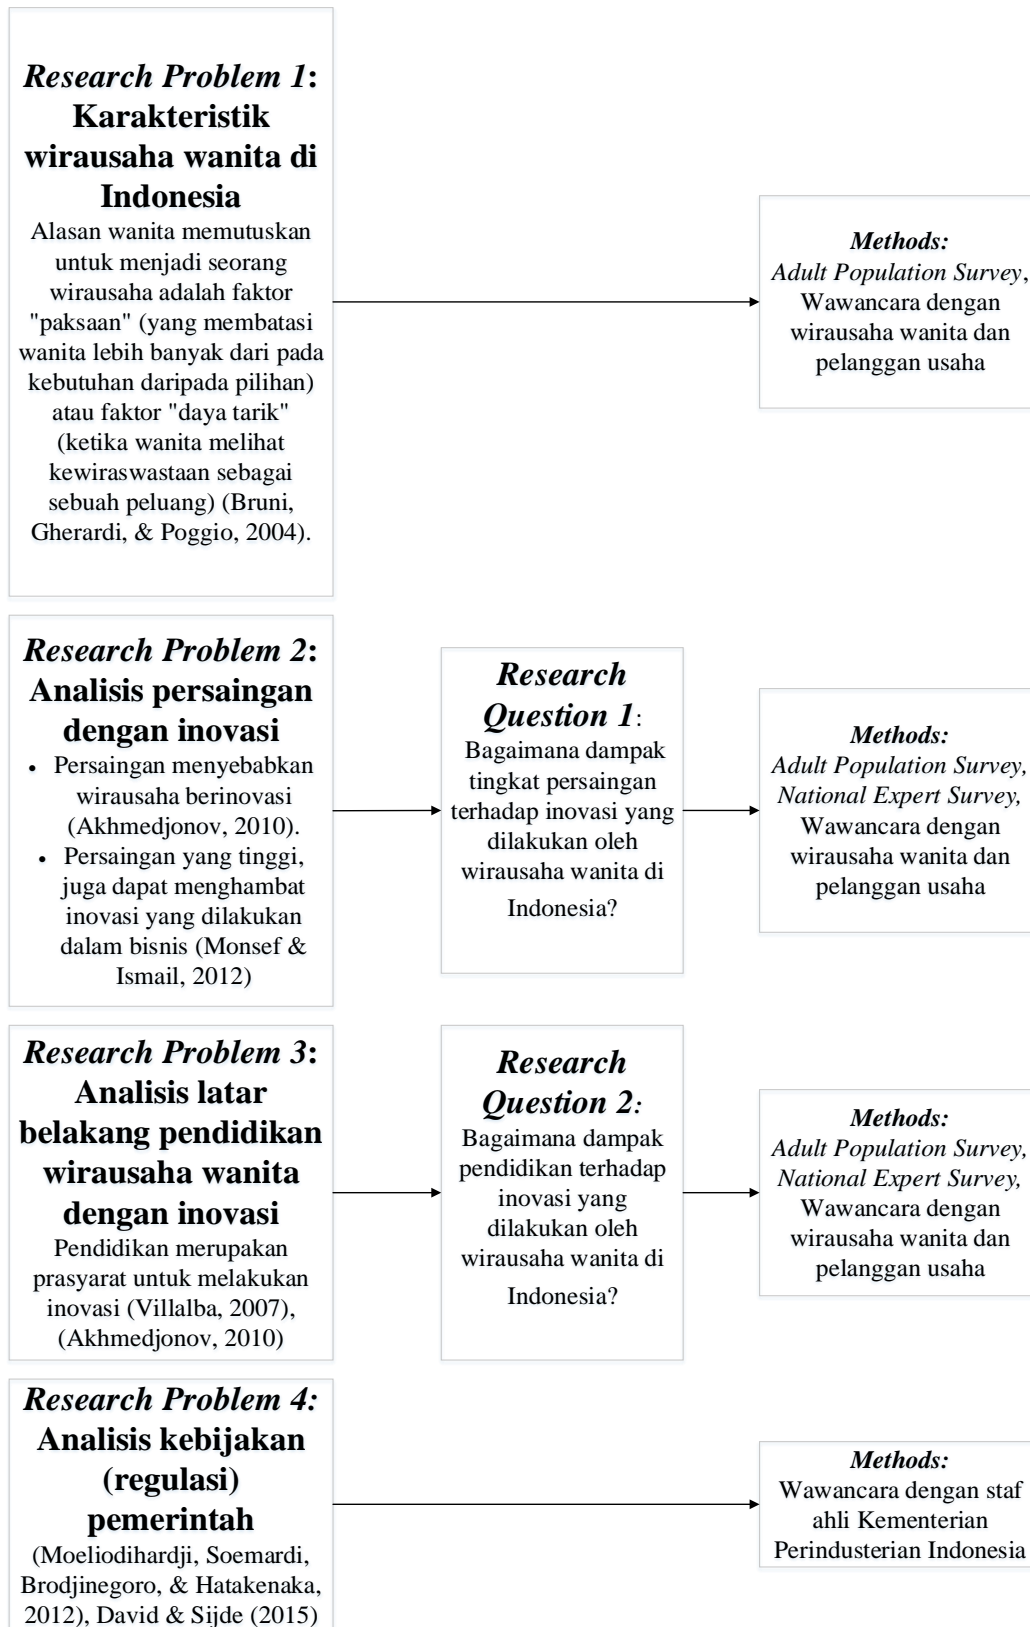 Research Problem 1:
Karakteristik
wirausaha wanita di
Indonesia
Alasan wanita memutuskan
untuk menjadi seorang
wirausaha adalah faktor
"paksaan" (yang membatasi
wanita lebih banyak dari pada
kebutuhan daripada pilihan)
atau faktor "daya tarik"
(ketika wanita melihat
kewiraswastaan sebagai
sebuah peluang) (Bruni,
Gherardi, & Poggio, 2004).
Methods:
Adult Population Survey,
Wawancara dengan
wirausaha wanita dan
pelanggan usaha
Research Problem 2:
Analisis persaingan
dengan inovasi
• Persaingan menyebabkan
wirausaha berinovasi
(Akhmedjonov, 2010).
• Persaingan yang tinggi,
juga dapat menghambat
inovasi yang dilakukan
dalam bisnis (Monsef &
Ismail, 2012)
Research
Question 1:
Bagaimana dampak
tingkat persaingan
terhadap inovasi yang
dilakukan oleh
wirausaha wanita di
Indonesia?
Methods:
Adult Population Survey,
National Expert Survey,
Wawancara dengan
wirausaha wanita dan
pelanggan usaha
Research Problem 3:
Analisis latar
belakang pendidikan
wirausaha wanita
dengan inovasi
Pendidikan merupakan
prasyarat untuk melakukan
inovasi (Villalba, 2007),
(Akhmedjonov, 2010)
Research
Question 2:
Bagaimana dampak
pendidikan terhadap
inovasi yang
dilakukan oleh
wirausaha wanita di
Indonesia?
Methods:
Adult Population Survey,
National Expert Survey,
Wawancara dengan
wirausaha wanita dan
pelanggan usaha
Research Problem 4:
Analisis kebijakan
(regulasi)
pemerintah
(Moeliodihardji, Soemardi,
Brodjinegoro, & Hatakenaka,
2012), David & Sijde (2015)
Methods:
Wawancara dengan staf
ahli Kementerian
Perindusterian Indonesia